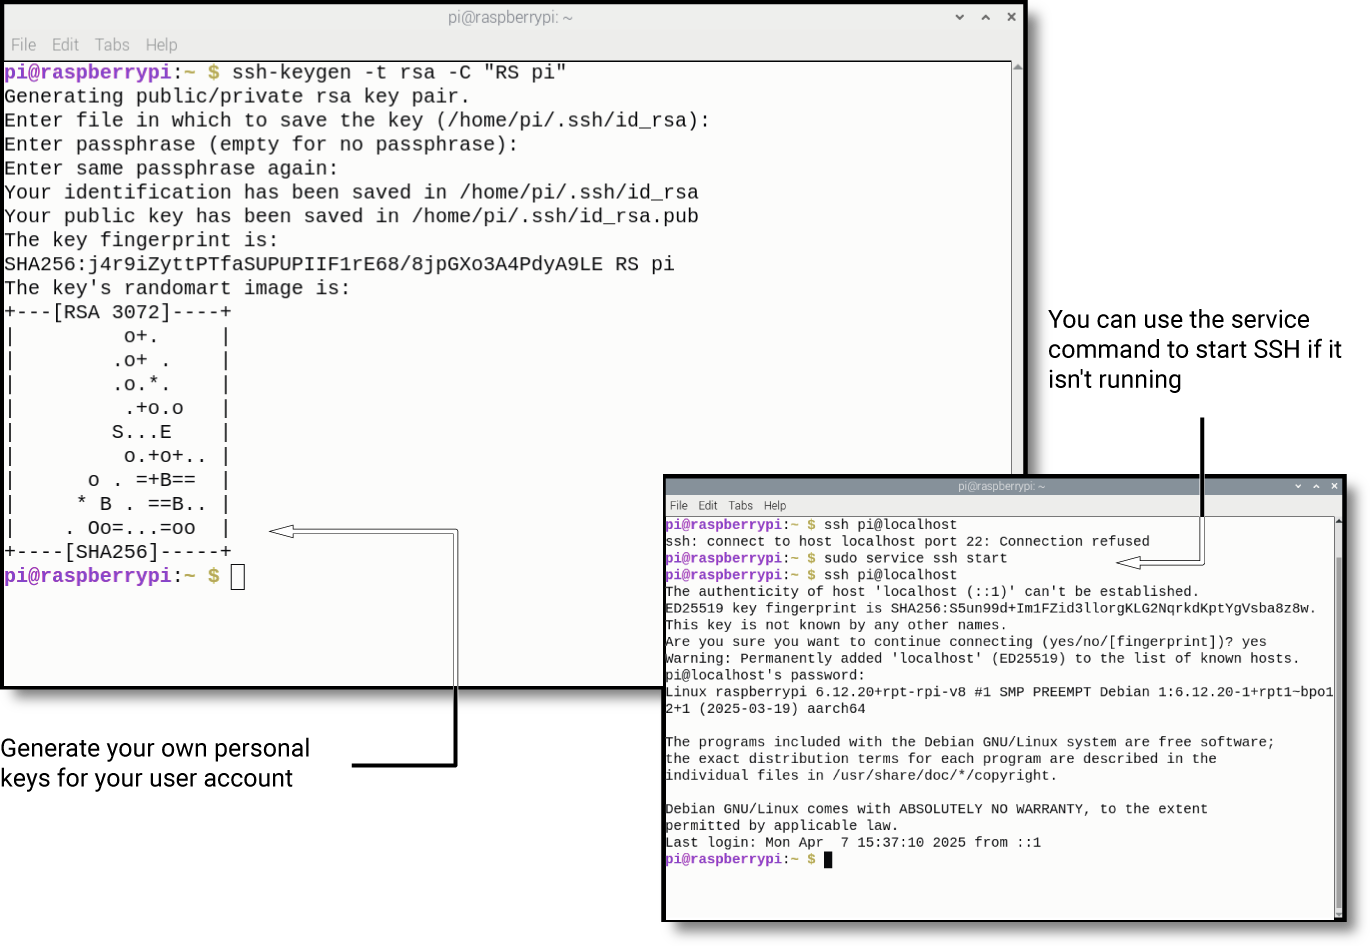 pi@raspberrypi: ~
File Edit Tabs Help
pi@raspberrypi:~ $ ssh-keygen -t rsa -C "RS pi"
Generating public/private rsa key pair.
Enter file in which to save the key (/home/pi/.ssh/id_rsa):
Enter passphrase (empty for no passphrase):
Enter same passphrase again:
Your identification has been saved in /home/pi/.ssh/id_rsa
Your public key has been saved in /home/pi/.ssh/id_rsa.pub
The key fingerprint is:
SHA256:j4r9iZyttPTfaSUPUPIIF1rE68/8jpGXo3A4PdyA9LE RS pi
The key's randomart image is:
+---[RSA 3072]----+
|         o+.     |
|        .o+ .    |
|        .o.*.    |
|         .+o.o   |
|        S...E    |
|         o.+o+.. |
|      o . =+B==  |
|     * B . ==B.. |
|    . Oo=...=oo  |
+----[SHA256]-----+
pi@raspberrypi:~ $
You can use the service
command to start SSH if it
isn't running
pi@raspberrypi: ~
File Edit Tabs Help
pi@raspberrypi:~ $ ssh pi@localhost
ssh: connect to host localhost port 22: Connection refused
pi@raspberrypi:~ $ sudo service ssh start
pi@raspberrypi:~ $ ssh pi@localhost
The authenticity of host 'localhost (::1)' can't be established.
ED25519 key fingerprint is SHA256:S5un99d+Im1FZid3llorgKLG2NqrkdKptYgVsba8z8w.
This key is not known by any other names.
Are you sure you want to continue connecting (yes/no/[fingerprint])? yes
Warning: Permanently added 'localhost' (ED25519) to the list of known hosts.
pi@localhost's password:
Linux raspberrypi 6.12.20+rpt-rpi-v8 #1 SMP PREEMPT Debian 1:6.12.20-1+rpt1~bpo1
2+1 (2025-03-19) aarch64
The programs included with the Debian GNU/Linux system are free software;
the exact distribution terms for each program are described in the
individual files in /usr/share/doc/*/copyright.
Debian GNU/Linux comes with ABSOLUTELY NO WARRANTY, to the extent
permitted by applicable law.
Last login: Mon Apr  7 15:37:10 2025 from ::1
pi@raspberrypi:~ $
Generate your own personal
keys for your user account